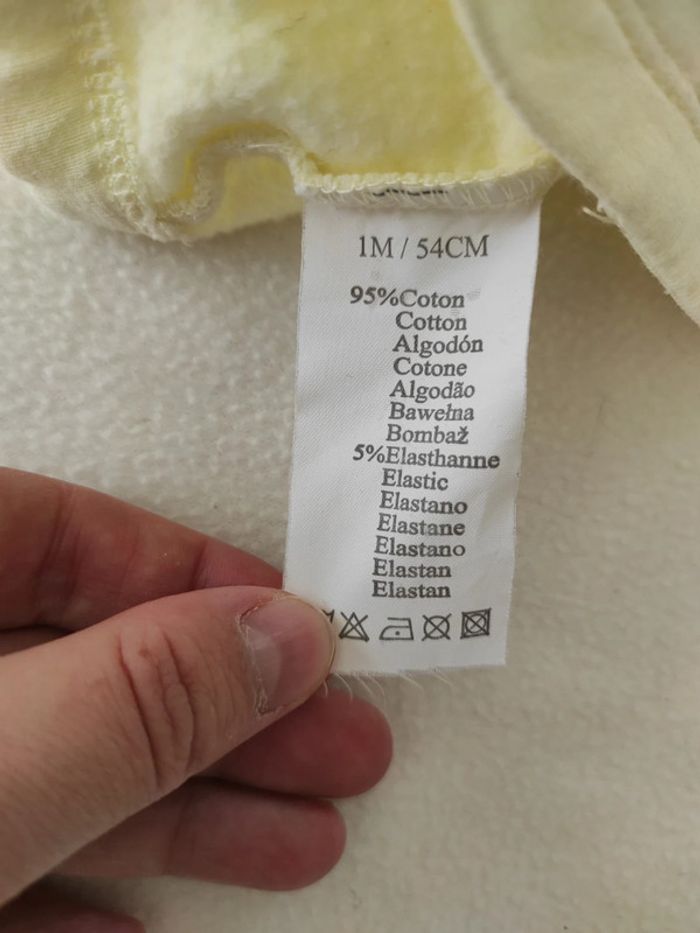 1M / 54CM
95%Coton
Cotton
Algodón
Cotone
Algodão
Bawełna
Bombaž
5%Elasthanne
Elastic
Elastano
Elastane
Elastano
Elastan
Elastan